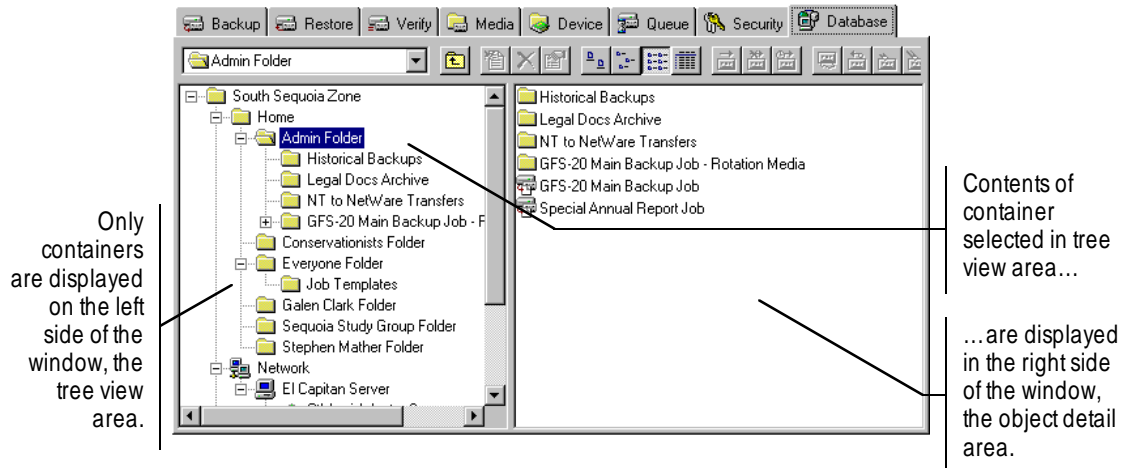 Backup Restore Verify Media Device Queue Security Database
Admin Folder
South Sequoia Zone
Home
Admin Folder
Historical Backups
Legal Docs Archive
NT to NetWare Transfers
GFS-20 Main Backup Job - R
Conservationists Folder
Everyone Folder
Job Templates
Galen Clark Folder
Sequoia Study Group Folder
Stephen Mather Folder
Network
El Capitan Server
Historical Backups
Legal Docs Archive
NT to NetWare Transfers
GFS-20 Main Backup Job - Rotation Media
GFS-20 Main Backup Job
Special Annual Report Job
Only
containers
are displayed
on the left
side of the
window, the
tree view
area.
Contents of
container
selected in tree
view area…
…are displayed
in the right side
of the window,
the object detail
area.